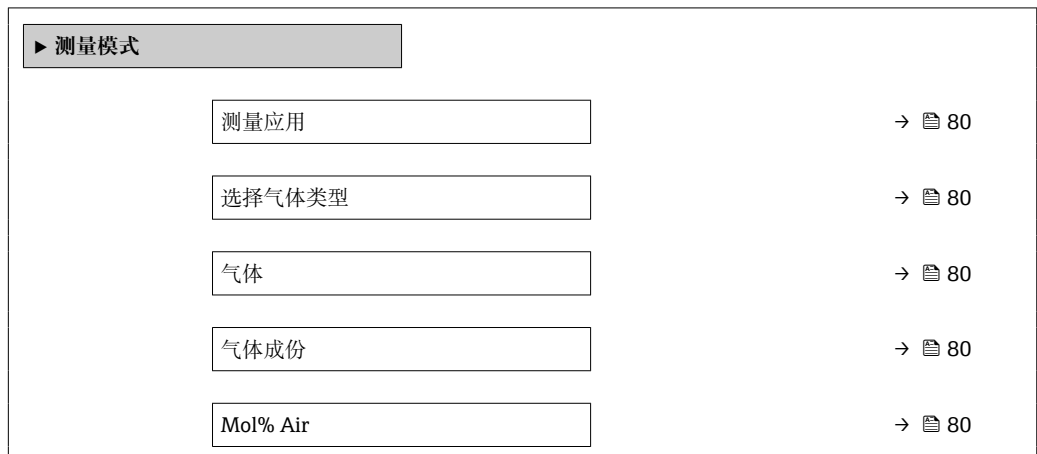 ▶ 测量模式
测量应用 → 80
选择气体类型 → 80
气体 → 80
气体成份 → 80
Mol% Air → 80